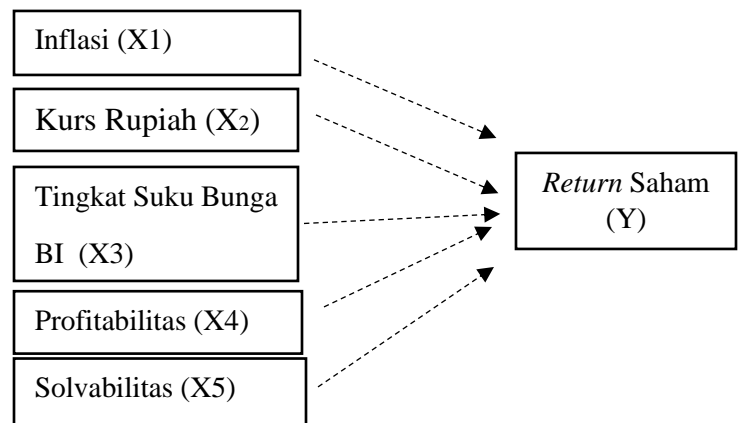 Inflasi (X1)
Kurs Rupiah (X2)
Tingkat Suku Bunga
BI (X3)
Profitabilitas (X4)
Solvabilitas (X5)
Return Saham
(Y)